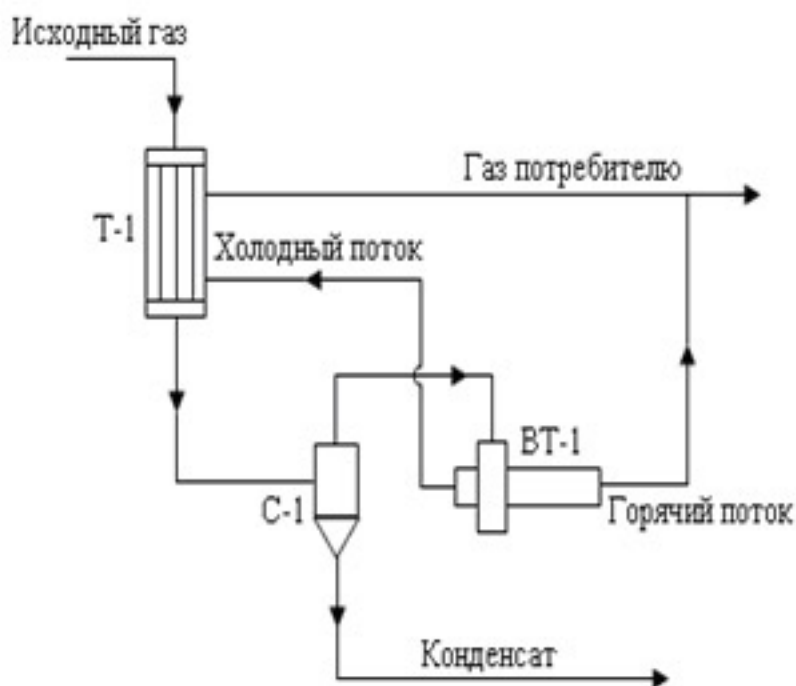 Исходный газ
Газ потребителю
Т-1
Холодный поток
ВТ-1
С-1
Горячий поток
Конденсат